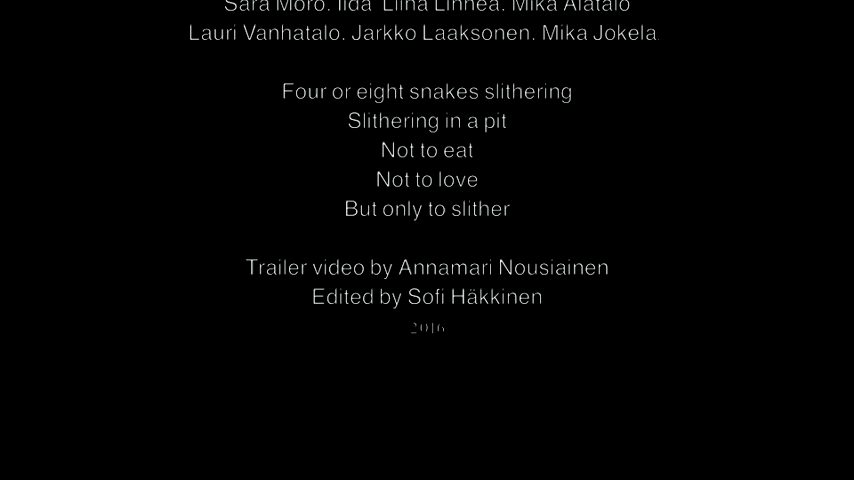 Sara Moro. Iida Liina Linnea. Mika Alatalo
Lauri Vanhatalo. Jarkko Laaksonen. Mika Jokela.
Four or eight snakes slithering
Slithering in a pit
Not to eat
Not to love
But only to slither
Trailer video by Annamari Nousiainen
Edited by Sofi Häkkinen
2016